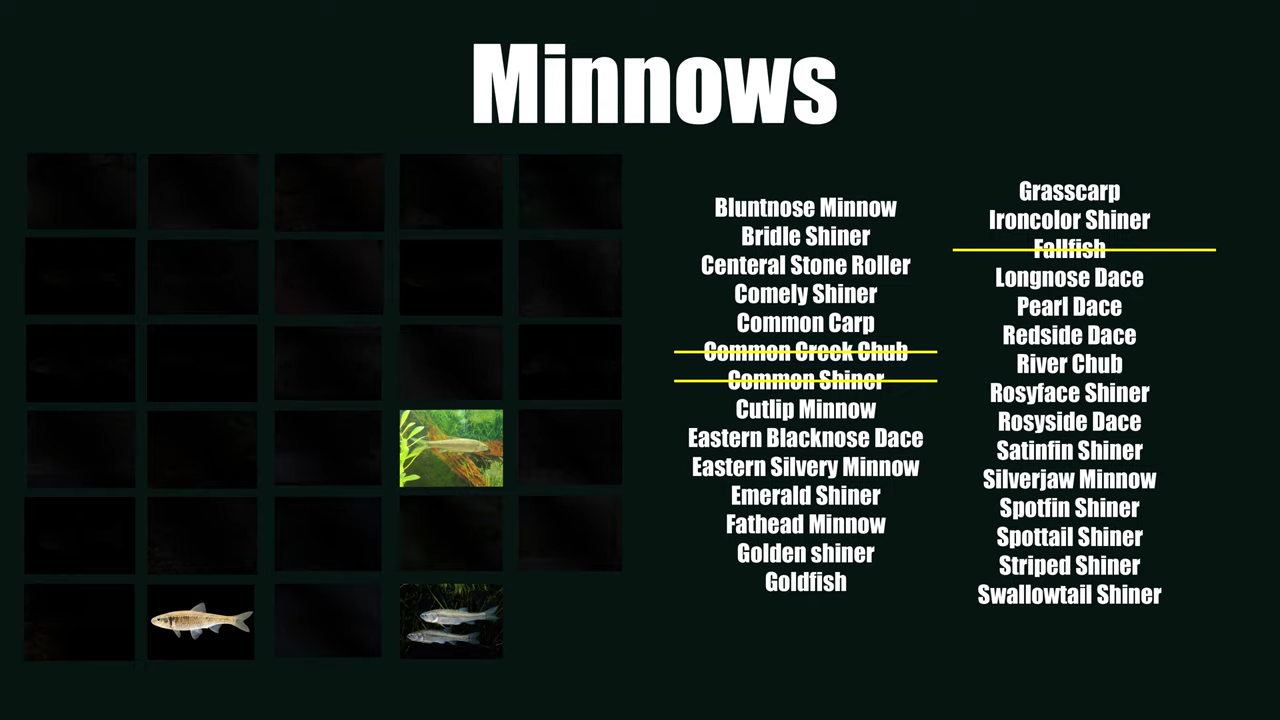 Minnows
Bluntnose Minnow
Bridle Shiner
Centeral Stone Roller
Comely Shiner
Common Carp
Common Creek Chub
Common Shiner
Cutlip Minnow
Eastern Blacknose Dace
Eastern Silvery Minnow
Emerald Shiner
Fathead Minnow
Golden shiner
Goldfish
Grasscarp
Ironcolor Shiner
Fallfish
Longnose Dace
Pearl Dace
Redside Dace
River Chub
Rosyface Shiner
Rosyside Dace
Satinfin Shiner
Silverjaw Minnow
Spotfin Shiner
Spottail Shiner
Striped Shiner
Swallowtail Shiner